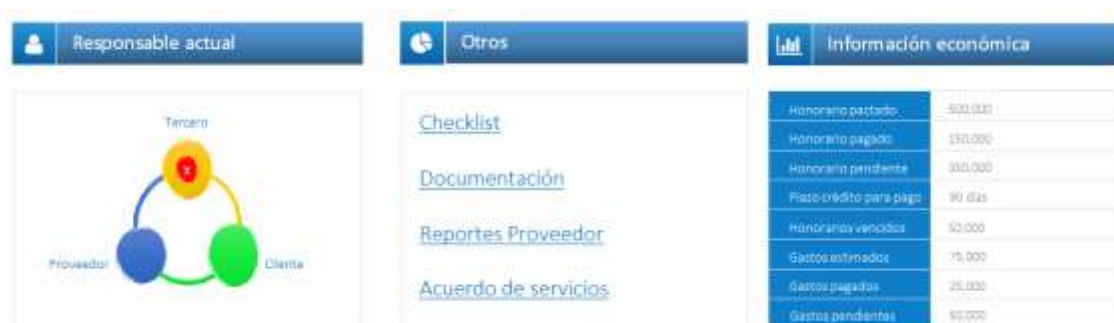 Responsable actual
Tercero
x
Proveedor
Cliente
Otros
Checklist
Documentación
Reportes Proveedor
Acuerdo de servicios
Información económica
Honorario pactado 500,000
Honorario pagado 150,000
Honorario pendiente 350,000
Plazo crédito para pago 90 días
Honorarios vencidos 50,000
Gastos estimados 75,000
Gastos pagados 25,000
Gastos pendientes 50,000